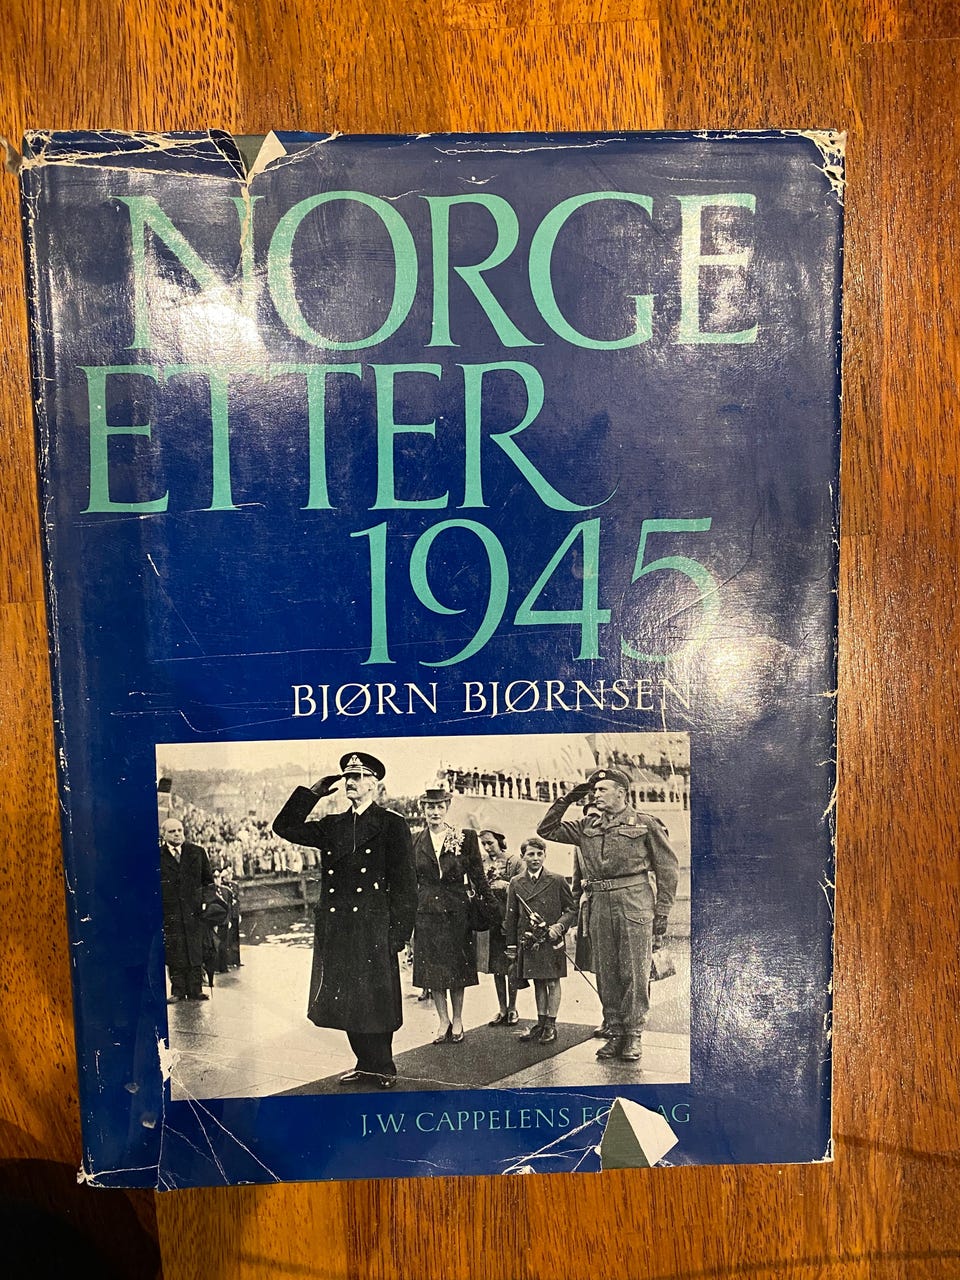 NORGE
ETTER
1945
BJØRN BJØRNSEN
J.W. CAPPELENS